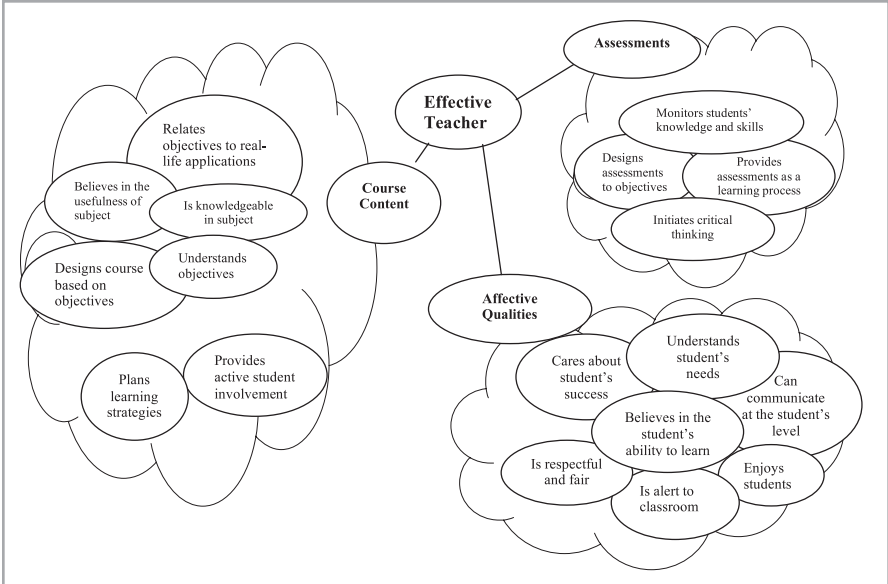 Effective
Teacher
Assessments
Monitors students'
knowledge and skills
Designs
assessments
to objectives
Provides
assessments as a
learning process
Initiates critical
thinking
Course
Content
Relates
objectives to real-
life applications
Believes in the
usefulness of
subject
Is knowledgeable
in subject
Understands
objectives
Designs course
based on
objectives
Plans
learning
strategies
Provides
active student
involvement
Affective
Qualities
Cares about
student's
success
Understands
student's
needs
Can
communicate
at the student's
level
Believes in the
student's
ability to learn
Is respectful
and fair
Is alert to
classroom
Enjoys
students